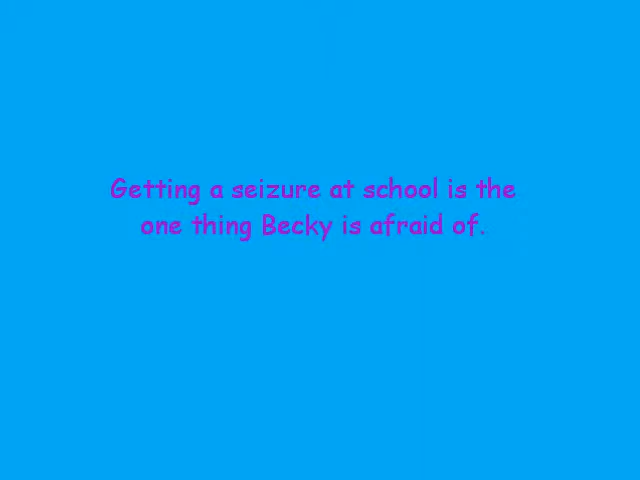 Getting a seizure at school is the
one thing Becky is afraid of.